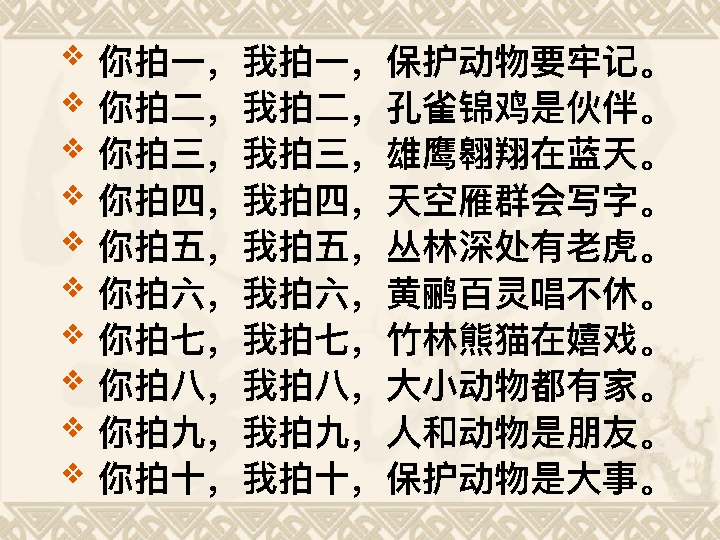 你拍一，我拍一，保护动物要牢记。
你拍二，我拍二，孔雀锦鸡是伙伴。
你拍三，我拍三，雄鹰翱翔在蓝天。
你拍四，我拍四，天空雁群会写字。
你拍五，我拍五，丛林深处有老虎。
你拍六，我拍六，黄鹂百灵唱不休。
你拍七，我拍七，竹林熊猫在嬉戏。
你拍八，我拍八，大小动物都有家。
你拍九，我拍九，人和动物是朋友。
你拍十，我拍十，保护动物是大事。